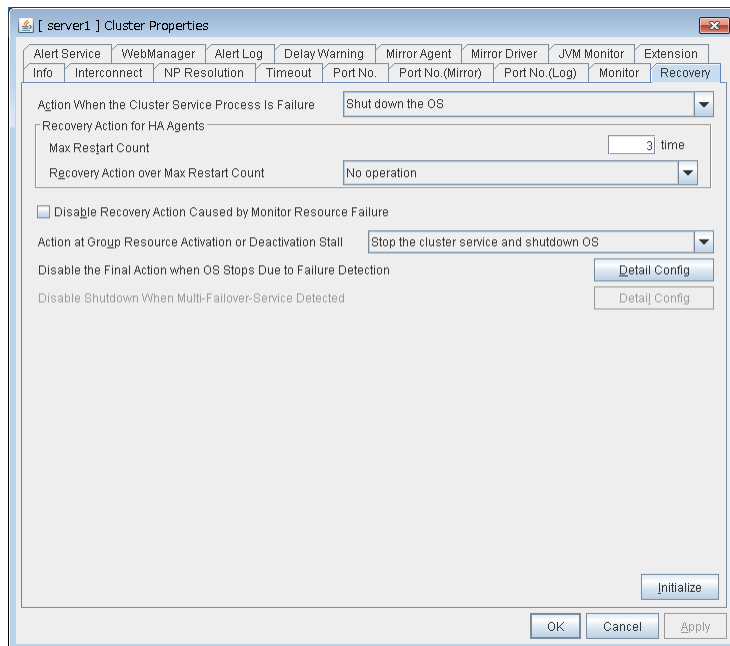 [ server1 ] Cluster Properties
Alert Service WebManager Alert Log Delay Warning Mirror Agent Mirror Driver JVM Monitor Extension
Info Interconnect NP Resolution Timeout Port No. Port No.(Mirror) Port No.(Log) Monitor Recovery
Action When the Cluster Service Process Is Failure Shut down the OS
Recovery Action for HA Agents
Max Restart Count 3 time
Recovery Action over Max Restart Count No operation
Disable Recovery Action Caused by Monitor Resource Failure
Action at Group Resource Activation or Deactivation Stall Stop the cluster service and shutdown OS
Disable the Final Action when OS Stops Due to Failure Detection Detail Config
Disable Shutdown When Multi-Failover-Service Detected Detail Config
Initialize
OK Cancel Apply